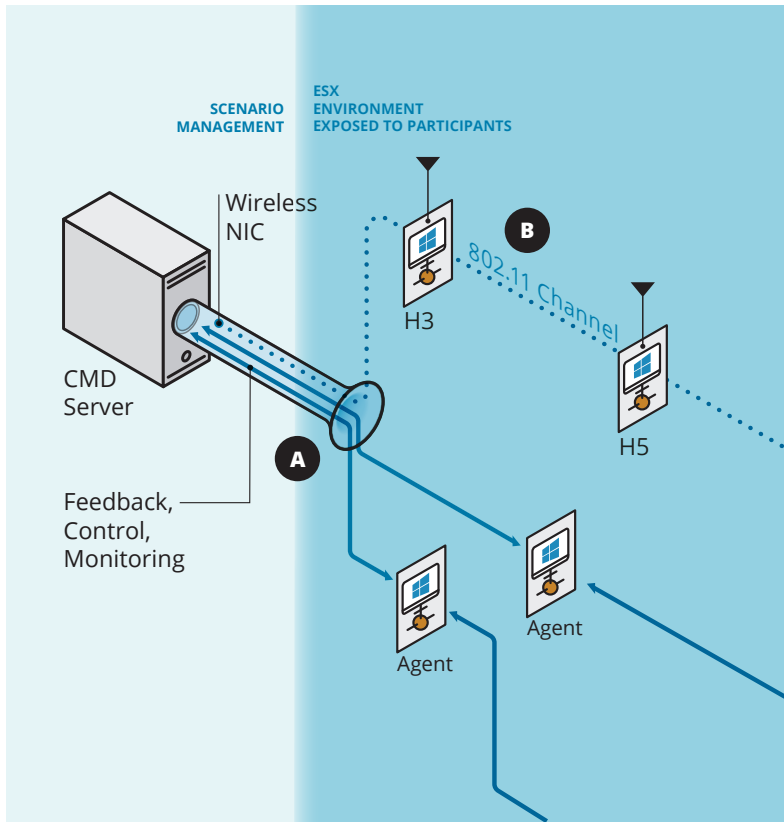 SCENARIO
MANAGEMENT
ESX
ENVIRONMENT
EXPOSED TO PARTICIPANTS
Wireless
NIC
B
802.11 Channel
H3
CMD
Server
H5
A
Feedback,
Control,
Monitoring
Agent
Agent